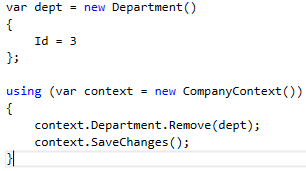 var dept = new Department()
{
    Id = 3
};

using (var context = new CompanyContext())
{
    context.Department.Remove(dept);
    context.SaveChanges();
}